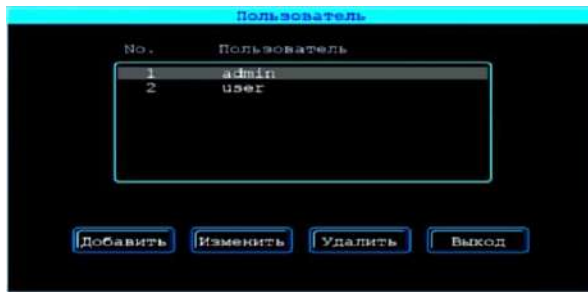 Пользователь
No. Пользователь
1 admin
2 user
Добавить Изменить Удалить Выход